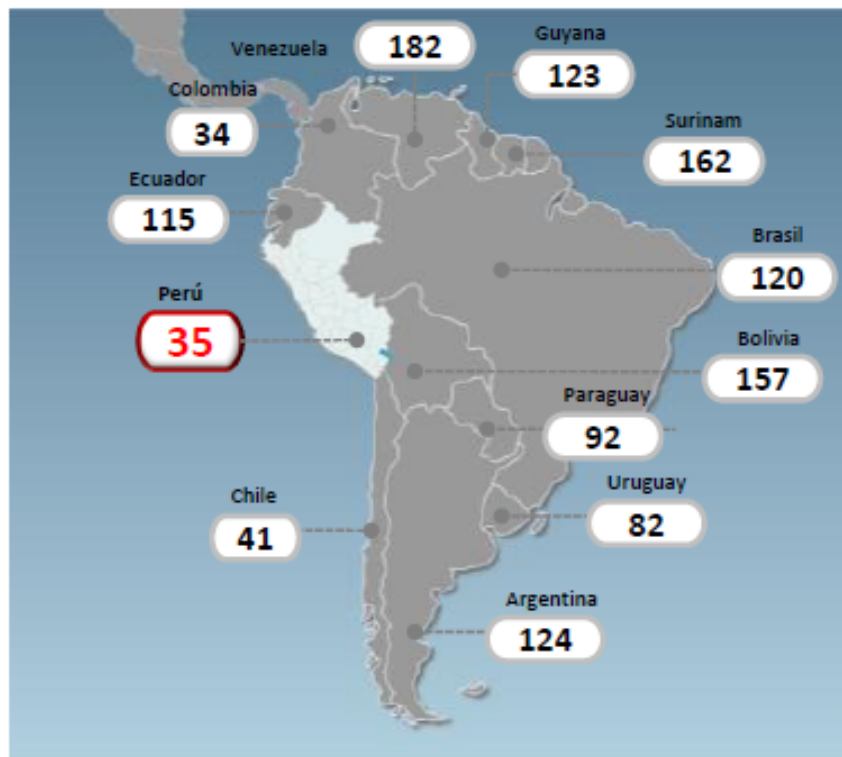 Venezuela
182
Guyana
123
Colombia
34
Surinam
162
Ecuador
115
Brasil
120
Perú
35
Bolivia
157
Paraguay
92
Chile
41
Uruguay
82
Argentina
124